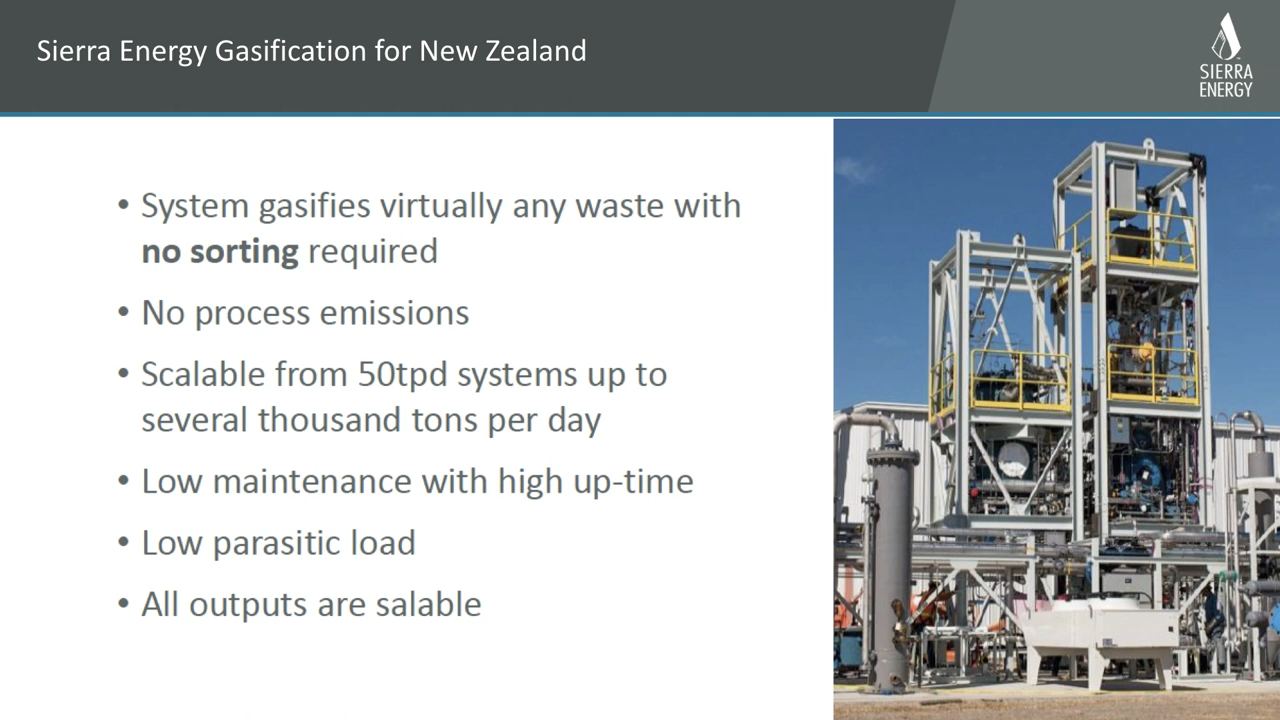 Sierra Energy Gasification for New Zealand
SIERRA
ENERGY
• System gasifies virtually any waste with
no sorting required
• No process emissions
• Scalable from 50tpd systems up to
several thousand tons per day
• Low maintenance with high up-time
• Low parasitic load
• All outputs are salable